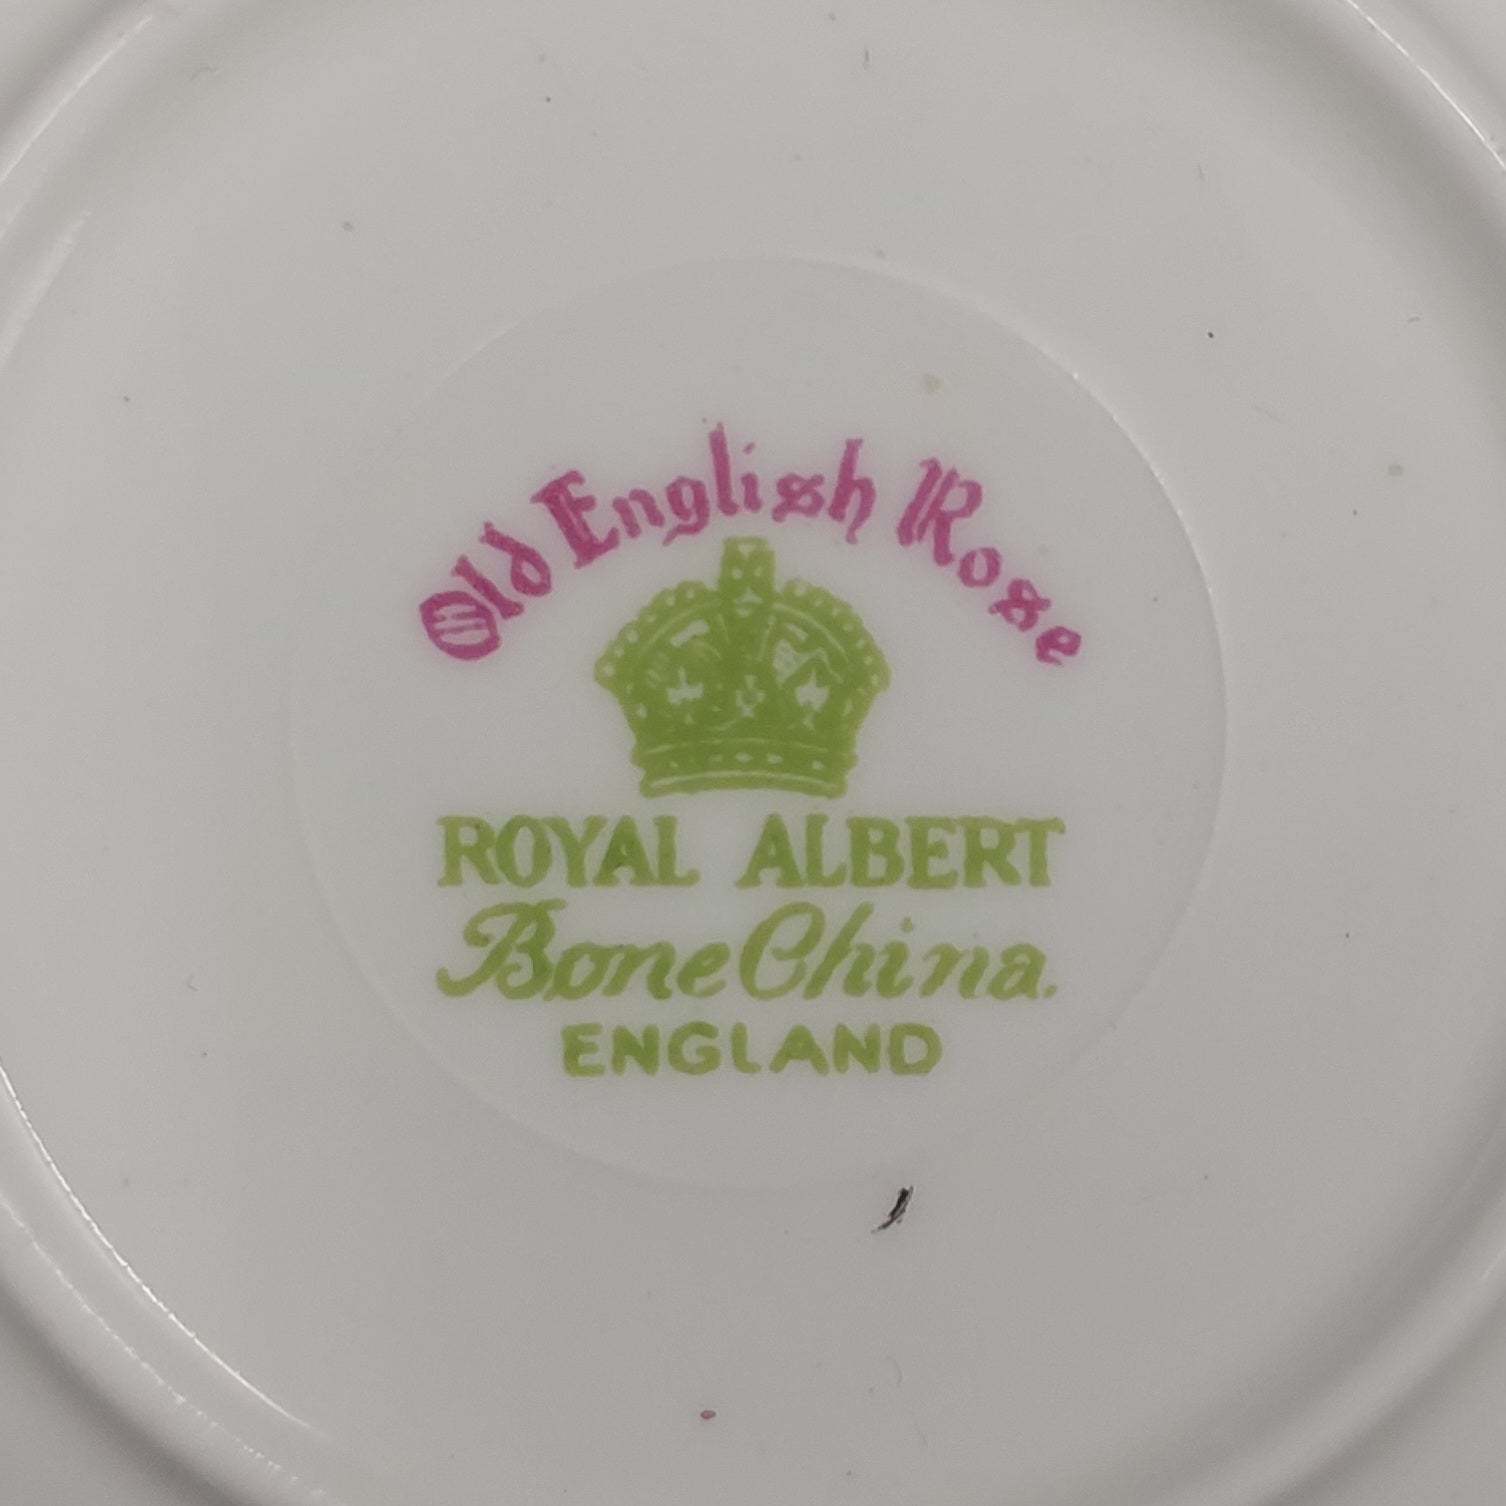 Old English Rose
ROYAL ALBERT
Bone China.
ENGLAND